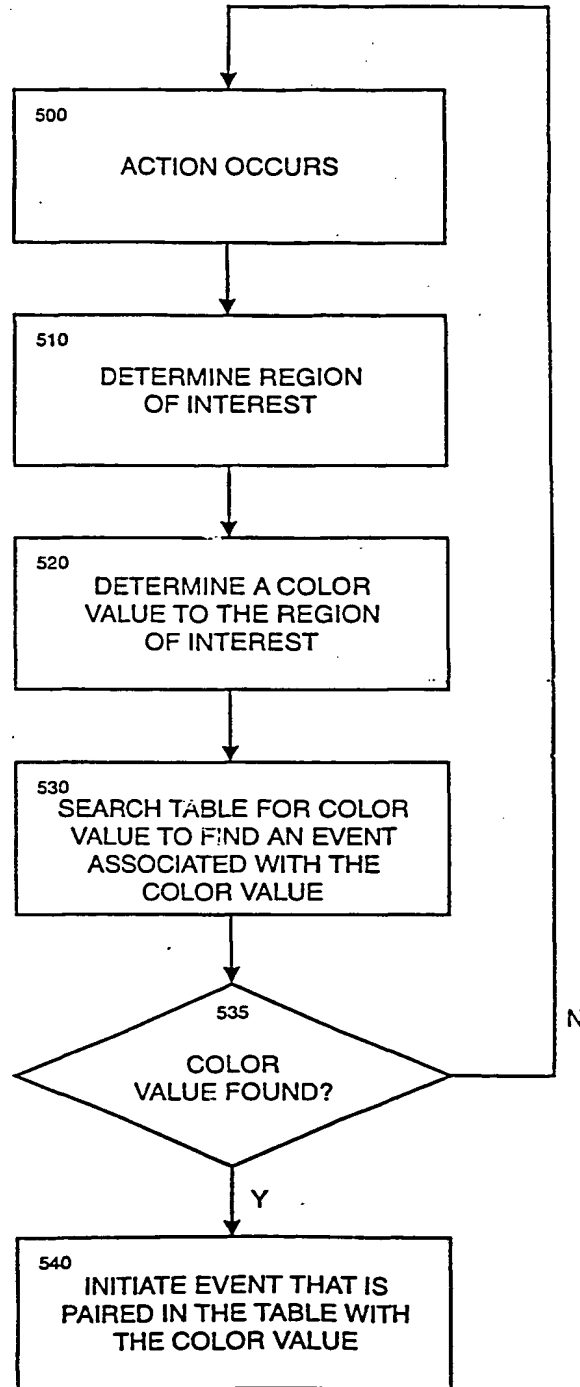 500
ACTION OCCURS
510
DETERMINE REGION
OF INTEREST
520
DETERMINE A COLOR
VALUE TO THE REGION
OF INTEREST
530
SEARCH TABLE FOR COLOR
VALUE TO FIND AN EVENT
ASSOCIATED WITH THE
COLOR VALUE
535
COLOR
VALUE FOUND?
N
Y
540
INITIATE EVENT THAT IS
PAIRED IN THE TABLE WITH
THE COLOR VALUE